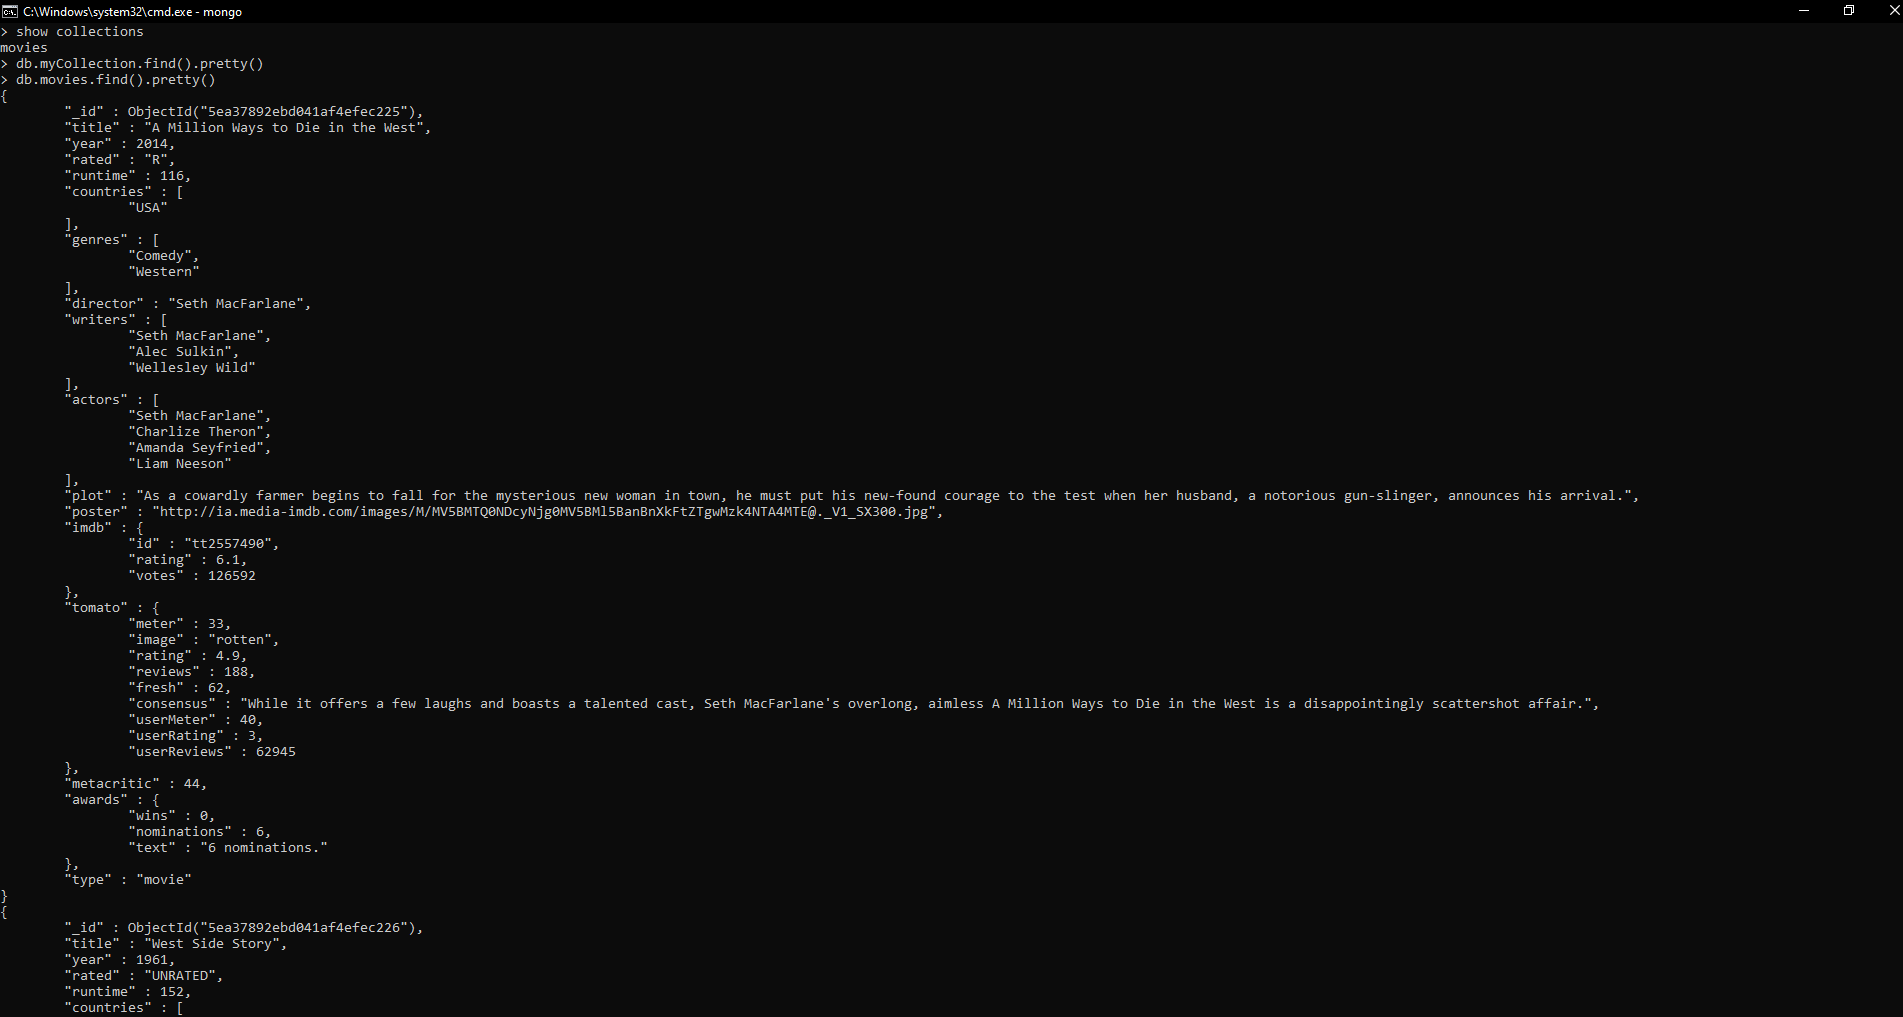 C:\Windows\system32\cmd.exe - mongo
> show collections
movies
> db.myCollection.find().pretty()
> db.movies.find().pretty()
{
        "_id" : ObjectId("5ea37892ebd041af4efec225"),
        "title" : "A Million Ways to Die in the West",
        "year" : 2014,
        "rated" : "R",
        "runtime" : 116,
        "countries" : [
                "USA"
        ],
        "genres" : [
                "Comedy",
                "Western"
        ],
        "director" : "Seth MacFarlane",
        "writers" : [
                "Seth MacFarlane",
                "Alec Sulkin",
                "Wellesley Wild"
        ],
        "actors" : [
                "Seth MacFarlane",
                "Charlize Theron",
                "Amanda Seyfried",
                "Liam Neeson"
        ],
        "plot" : "As a cowardly farmer begins to fall for the mysterious new woman in town, he must put his new-found courage to the test when her husband, a notorious gun-slinger, announces his arrival.",
        "poster" : "http://ia.media-imdb.com/images/M/MV5BMTQ0NDcyNjg0MV5BMl5BanBnXkFtZTgwMzk4NTA4MTE@._V1_SX300.jpg",
        "imdb" : {
                "id" : "tt2557490",
                "rating" : 6.1,
                "votes" : 126592
        },
        "tomato" : {
                "meter" : 33,
                "image" : "rotten",
                "rating" : 4.9,
                "reviews" : 188,
                "fresh" : 62,
                "consensus" : "While it offers a few laughs and boasts a talented cast, Seth MacFarlane's overlong, aimless A Million Ways to Die in the West is a disappointingly scattershot affair.",
                "userMeter" : 40,
                "userRating" : 3,
                "userReviews" : 62945
        },
        "metacritic" : 44,
        "awards" : {
                "wins" : 0,
                "nominations" : 6,
                "text" : "6 nominations."
        },
        "type" : "movie"
}
{
        "_id" : ObjectId("5ea37892ebd041af4efec226"),
        "title" : "West Side Story",
        "year" : 1961,
        "rated" : "UNRATED",
        "runtime" : 152,
        "countries" : [